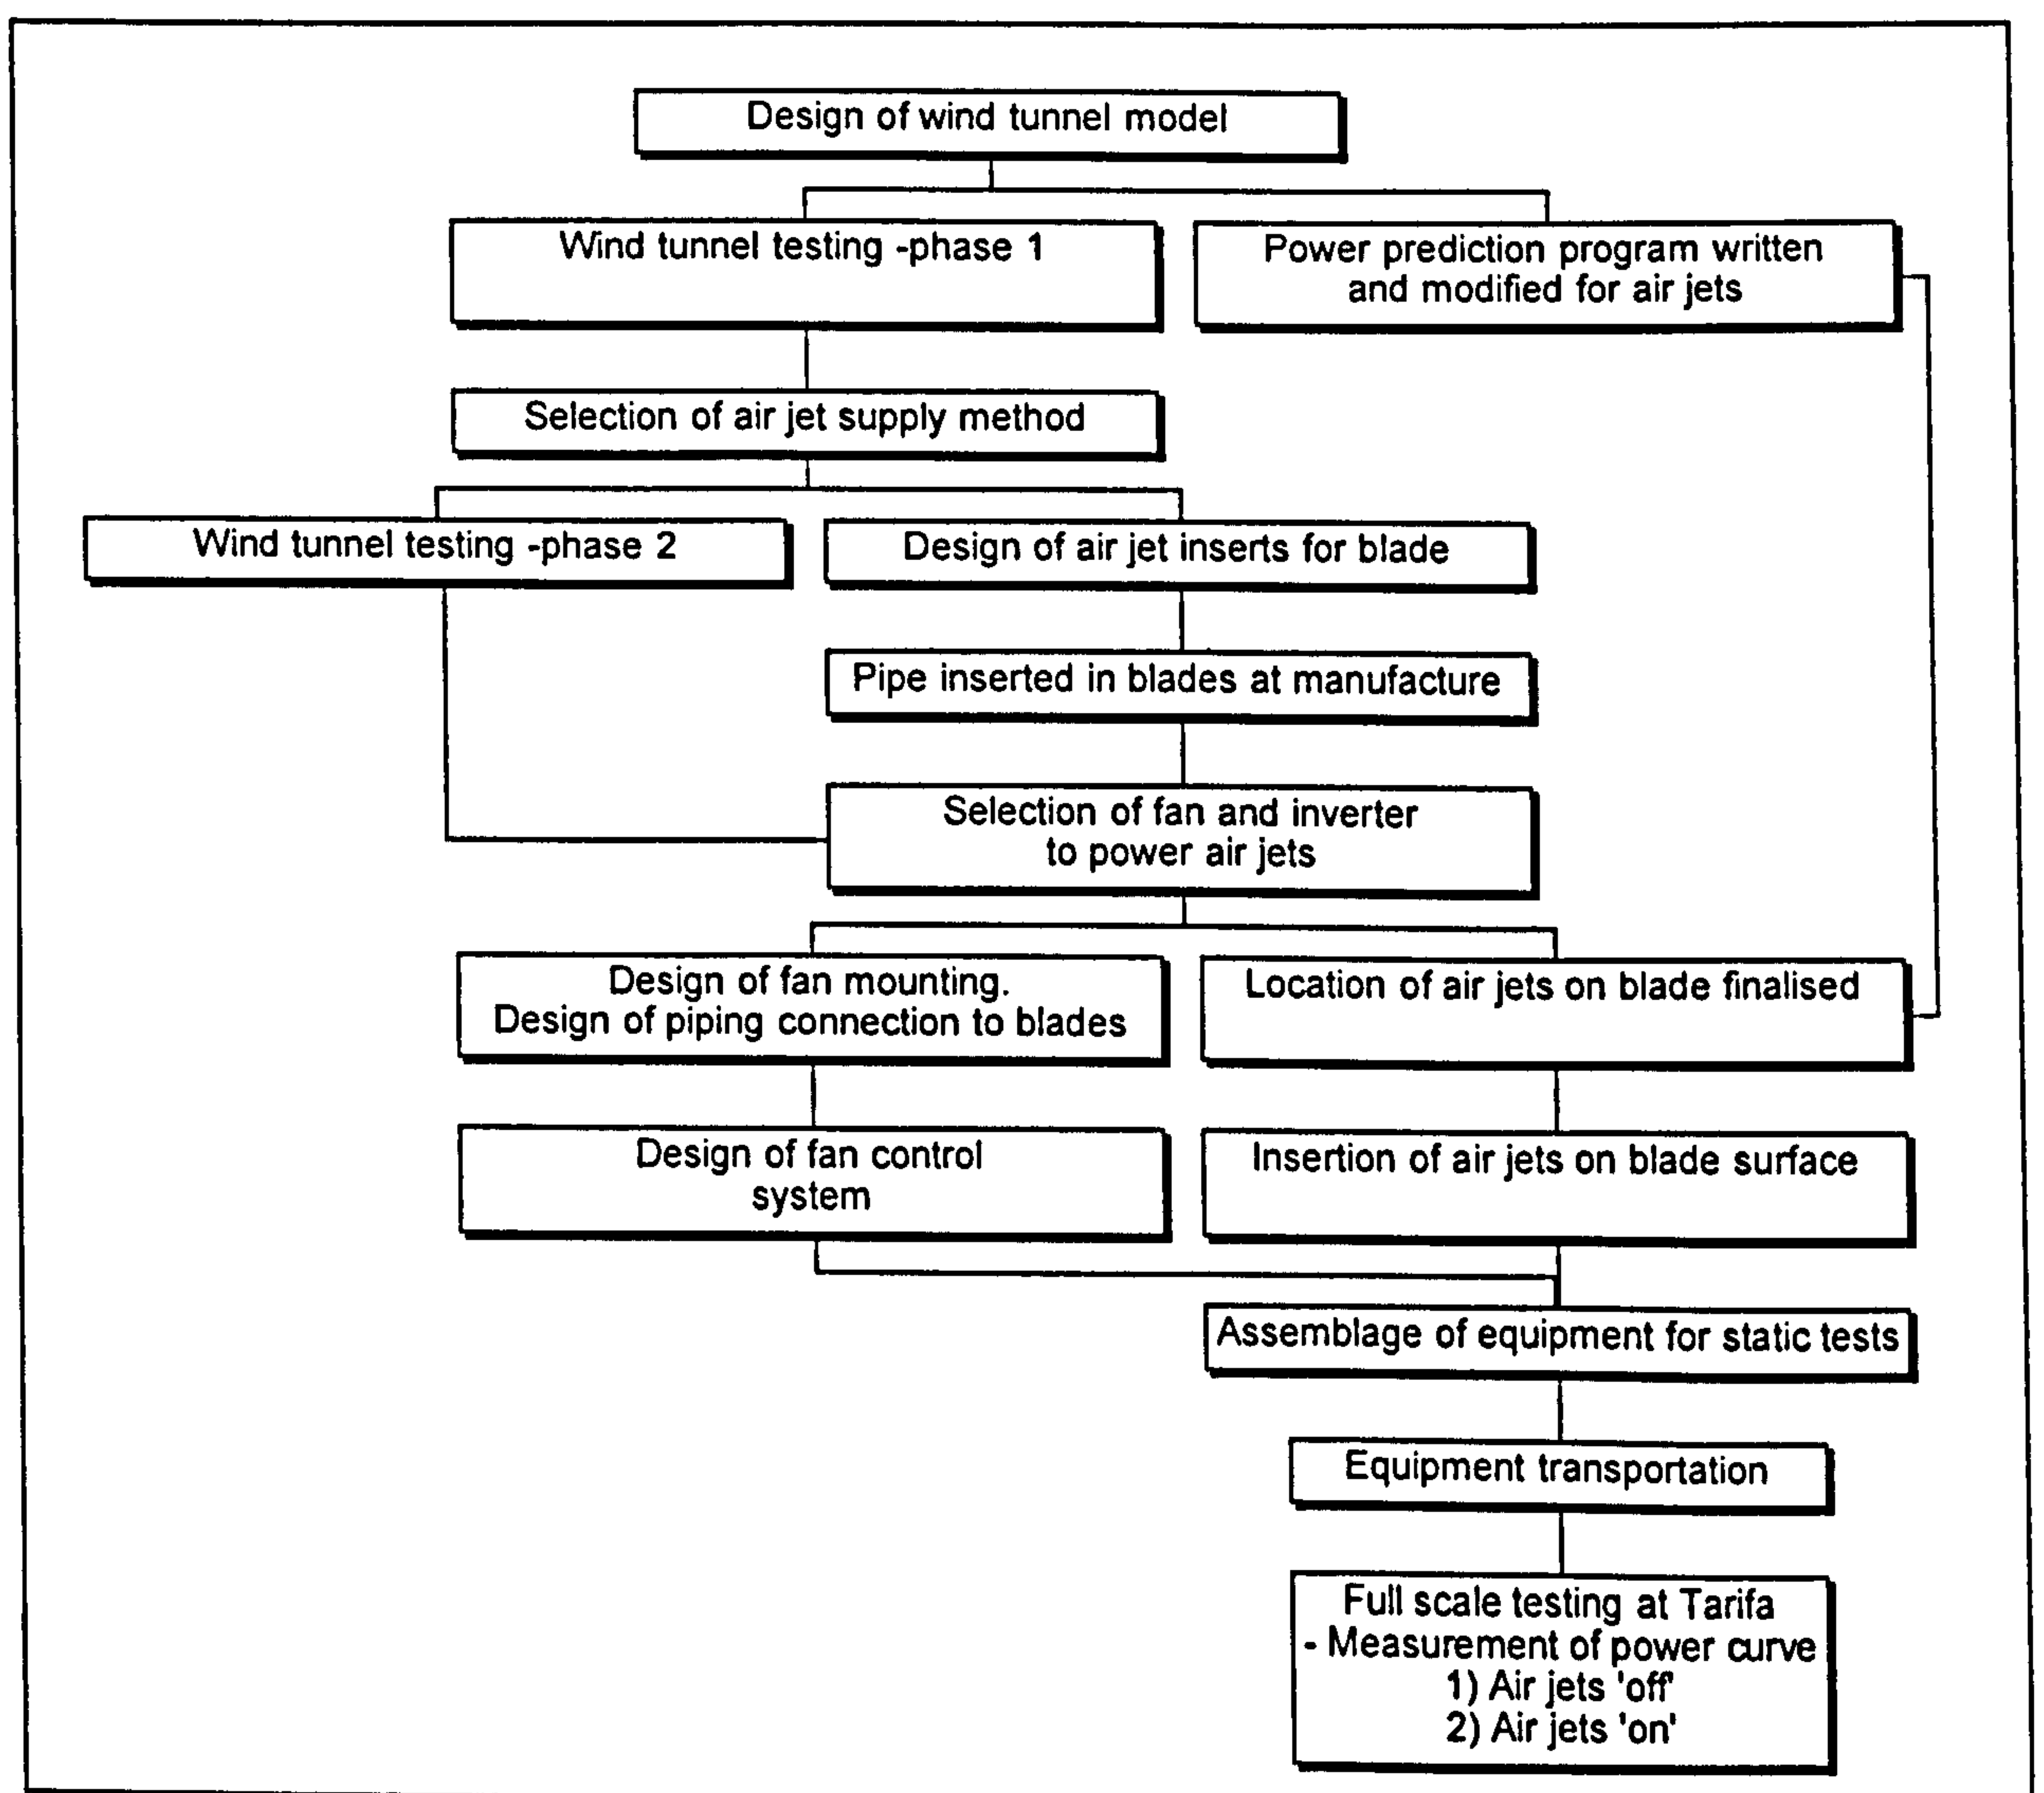 Design of wind tunnel model
Wind tunnel testing -phase 1
Power prediction program written
and modified for air jets
Selection of air jet supply method
Wind tunnel testing -phase 2
Design of air jet inserts for blade
Pipe inserted in blades at manufacture
Selection of fan and inverter
to power air jets
Design of fan mounting.
Design of piping connection to blades
Location of air jets on blade finalised
Design of fan control
system
Insertion of air jets on blade surface
Assemblage of equipment for static tests
Equipment transportation
Full scale testing at Tarifa
- Measurement of power curve
1) Air jets 'off'
2) Air jets 'on'